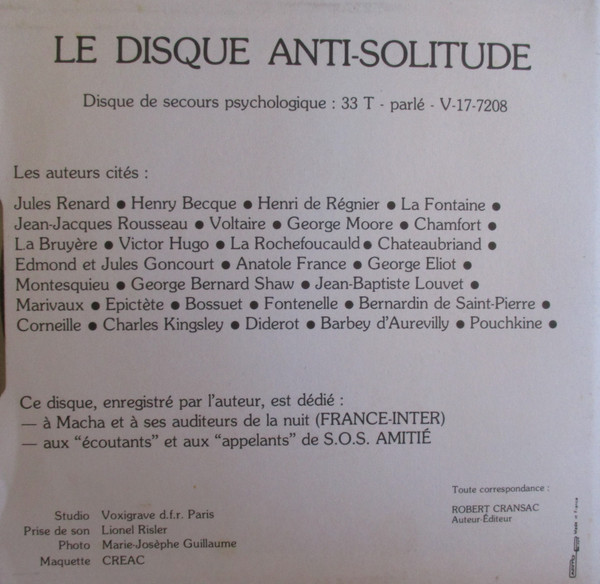 LE DISQUE ANTI-SOLITUDE
Disque de secours psychologique : 33 T - parlé - V-17-7208
Les auteurs cités :
Jules Renard ● Henry Becque ● Henri de Régnier ● La Fontaine ●
Jean-Jacques Rousseau ● Voltaire ● George Moore ● Chamfort ●
La Bruyère ● Victor Hugo ● La Rochefoucauld ● Chateaubriand ●
Edmond et Jules Goncourt ● Anatole France ● George Eliot ●
Montesquieu ● George Bernard Shaw ● Jean-Baptiste Louvet ●
Marivaux ● Epictète ● Bossuet ● Fontenelle ● Bernardin de Saint-Pierre ●
Corneille ● Charles Kingsley ● Diderot ● Barbey d'Aurevilly ● Pouchkine ●
Ce disque, enregistré par l'auteur, est dédié :
— à Macha et à ses auditeurs de la nuit (FRANCE-INTER)
— aux “écoutants” et aux “appelants” de S.O.S. AMITIÉ
Studio Voxigrave d.f.r. Paris
Prise de son Lionel Risler
Photo Marie-Josèphe Guillaume
Maquette CREAC
Toute correspondance :
ROBERT CRANSAC
Auteur-Éditeur
Made in France